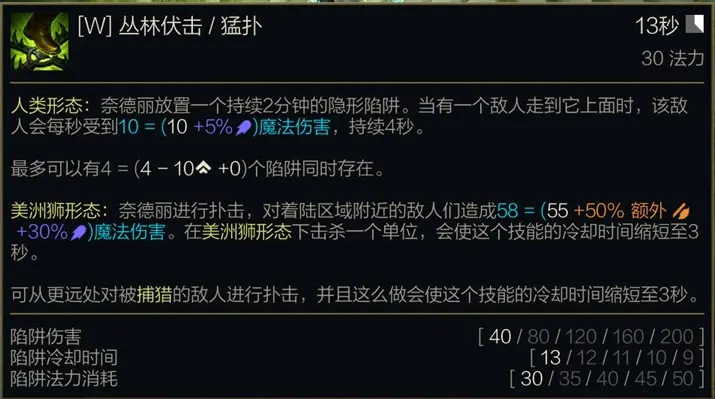 [W] 丛林伏击 / 猛扑 13秒
30 法力
人类形态：奈德丽放置一个持续2分钟的隐形陷阱。当有一个敌人走到它上面时，该敌
人会每秒受到10 = (10 +5%)魔法伤害，持续4秒。
最多可以有4 = (4 – 10 +0)个陷阱同时存在。
美洲狮形态：奈德丽进行扑击，对着陆区域附近的敌人们造成58 = (55 +50% 额外
+30%)魔法伤害。在美洲狮形态下击杀一个单位，会使这个技能的冷却时间缩短至3
秒。
可从更远处对被捕猎的敌人进行扑击，并且这么做会使这个技能的冷却时间缩短至3秒。
陷阱伤害 [ 40 / 80 / 120 / 160 / 200 ]
陷阱冷却时间 [ 13 / 12 / 11 / 10 / 9 ]
陷阱法力消耗 [ 30 / 35 / 40 / 45 / 50 ]